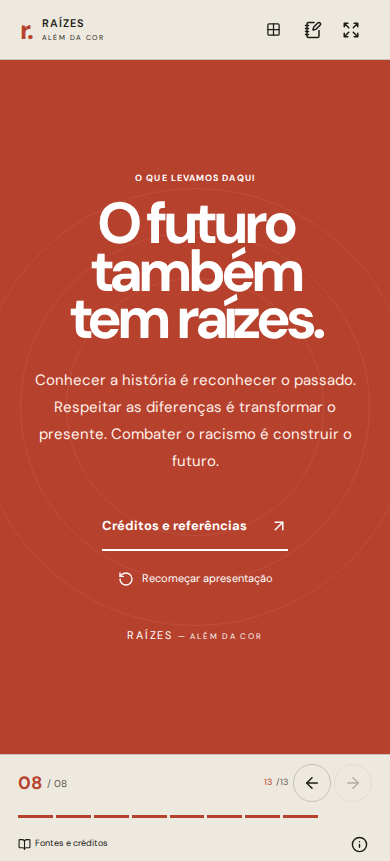 r. RAÍZES
ALÉM DA COR
O QUE LEVAMOS DAQUI
O futuro
também
tem raízes.
Conhecer a história é reconhecer o passado.
Respeitar as diferenças é transformar o
presente. Combater o racismo é construir o
futuro.
Créditos e referências
Recomeçar apresentação
RAÍZES — ALÉM DA COR
08 / 08
13 /13
Fontes e créditos